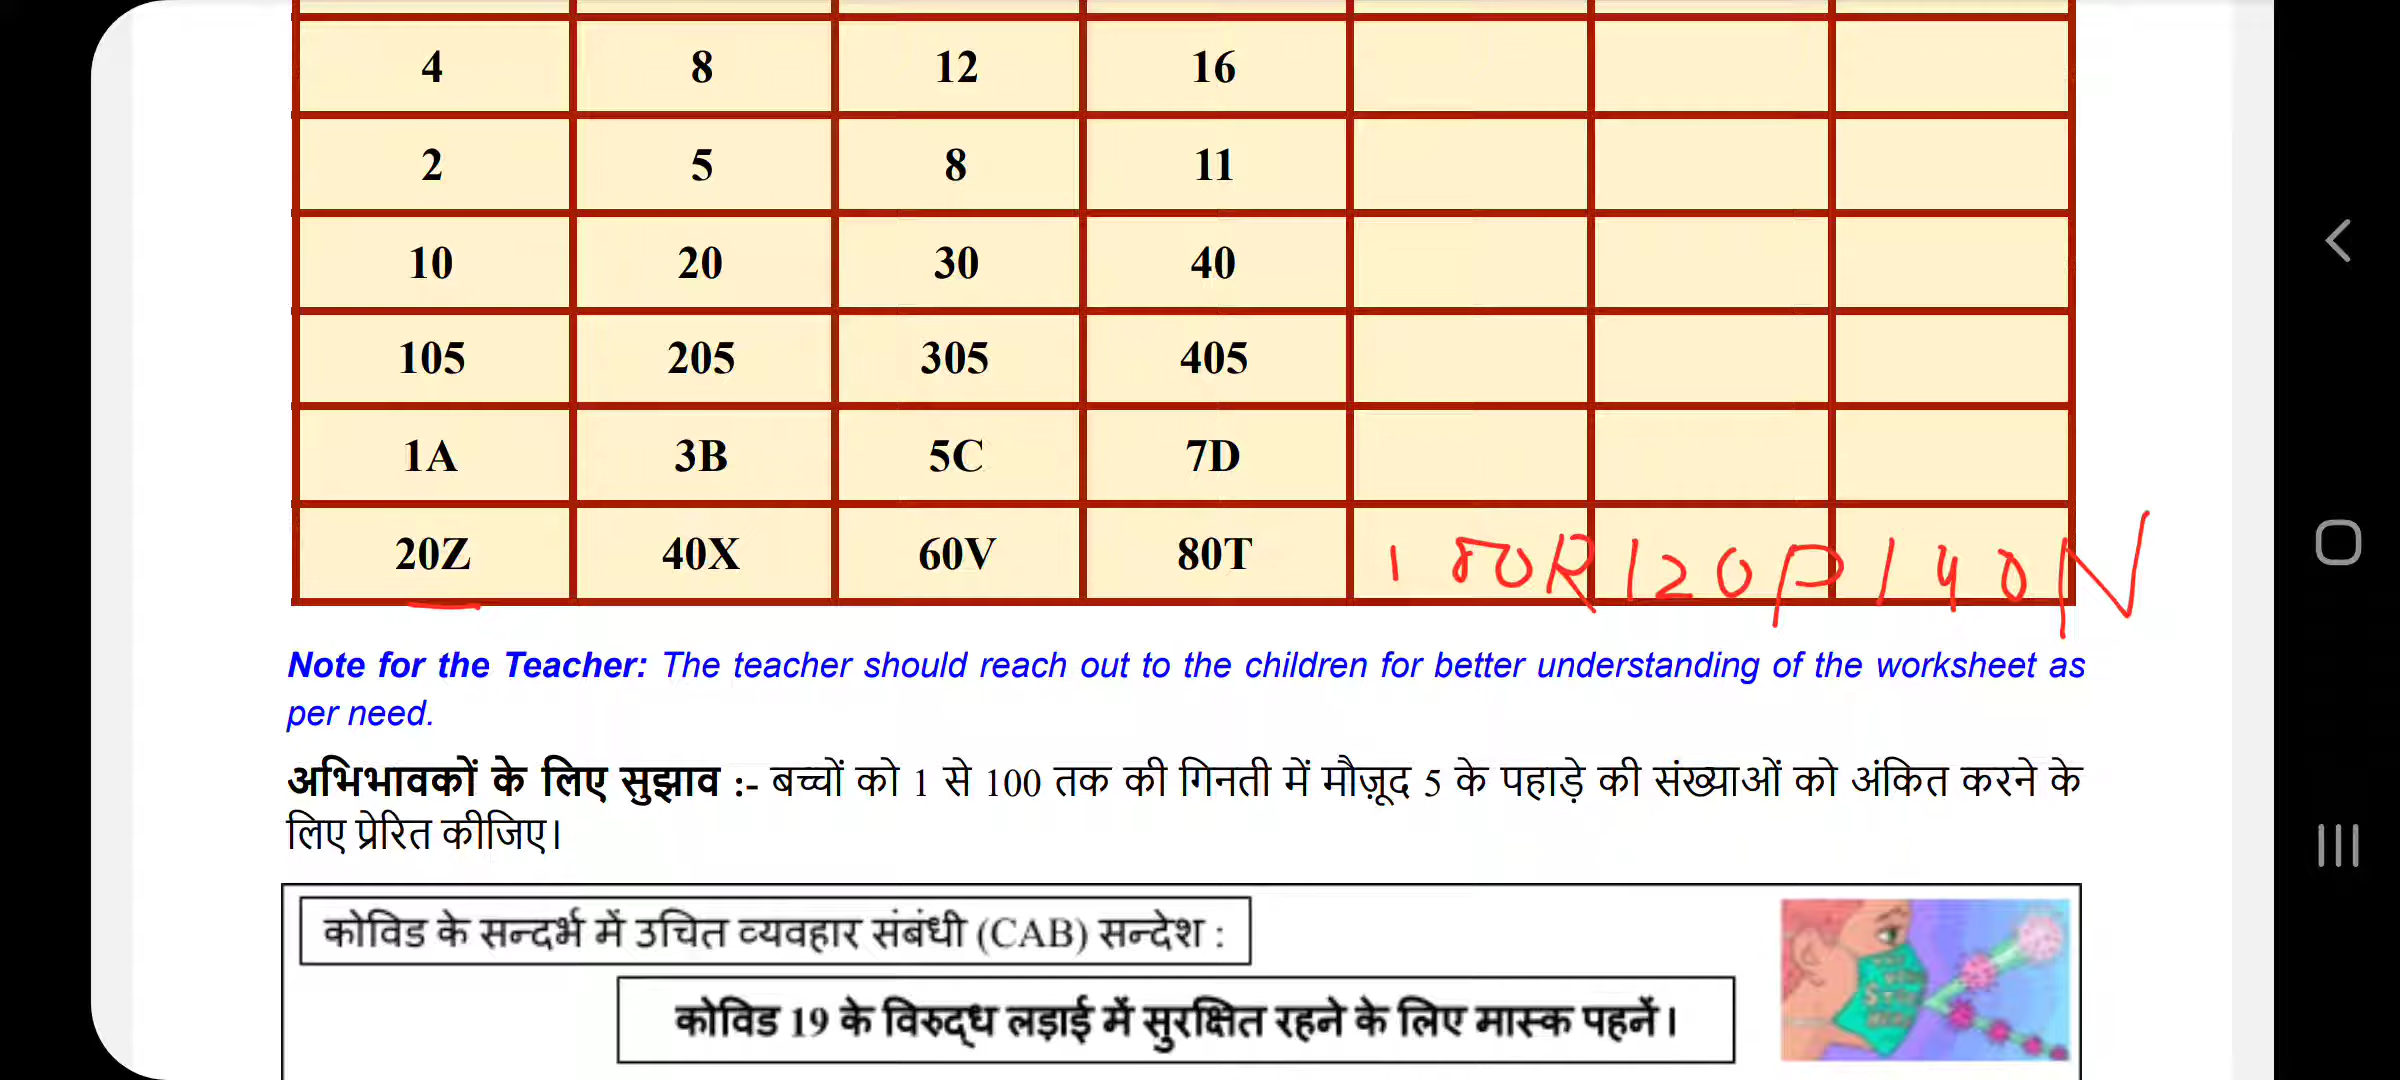 4 8 12 16
2 5 8 11
10 20 30 40
105 205 305 405
1A 3B 5C 7D
20Z 40X 60V 80T 100R 120P 140N
Note for the Teacher: The teacher should reach out to the children for better understanding of the worksheet as
per need.
अभिभावकों के लिए सुझाव :- बच्चों को 1 से 100 तक की गिनती में मौज़ूद 5 के पहाड़े की संख्याओं को अंकित करने के
लिए प्रेरित कीजिए।
कोविड के सन्दर्भ में उचित व्यवहार संबंधी (CAB) सन्देश :
कोविड 19 के विरुद्ध लड़ाई में सुरक्षित रहने के लिए मास्क पहनें।